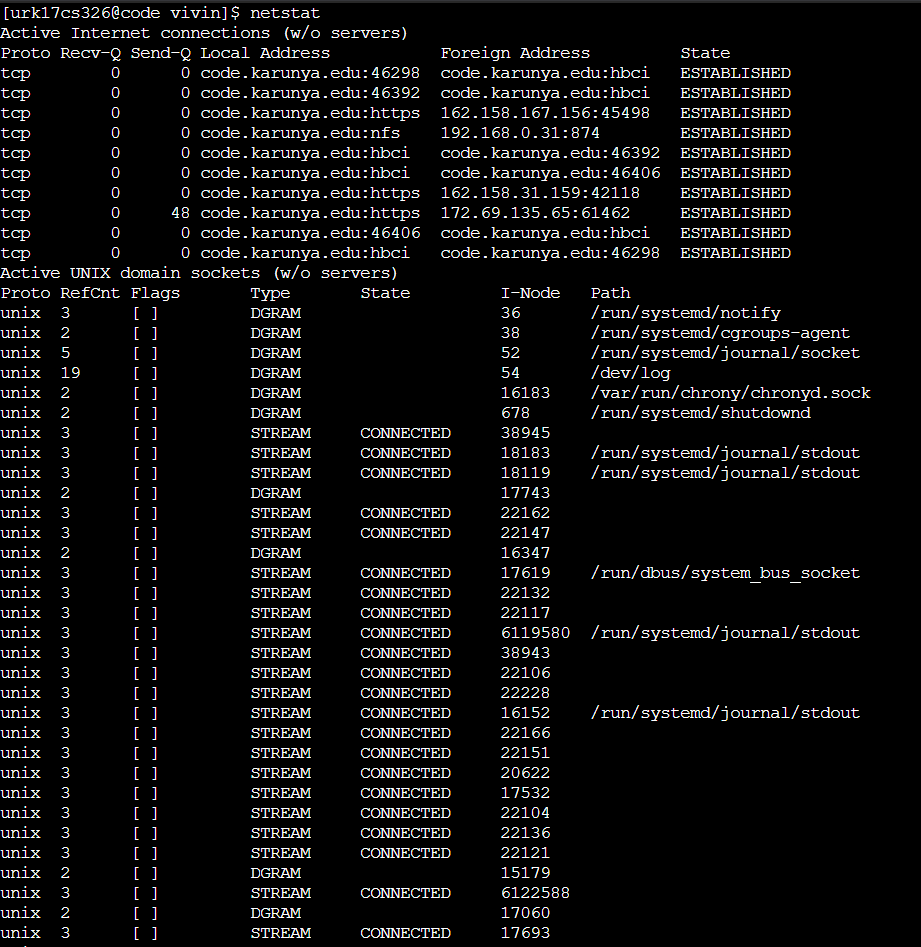 [urk17cs326@code vivin]$ netstat
Active Internet connections (w/o servers)
Proto Recv-Q Send-Q Local Address           Foreign Address         State
tcp        0      0 code.karunya.edu:46298  code.karunya.edu:hbci   ESTABLISHED
tcp        0      0 code.karunya.edu:46392  code.karunya.edu:hbci   ESTABLISHED
tcp        0      0 code.karunya.edu:https  162.158.167.156:45498   ESTABLISHED
tcp        0      0 code.karunya.edu:nfs    192.168.0.31:874        ESTABLISHED
tcp        0      0 code.karunya.edu:hbci   code.karunya.edu:46392  ESTABLISHED
tcp        0      0 code.karunya.edu:hbci   code.karunya.edu:46406  ESTABLISHED
tcp        0      0 code.karunya.edu:https  162.158.31.159:42118    ESTABLISHED
tcp        0     48 code.karunya.edu:https  172.69.135.65:61462     ESTABLISHED
tcp        0      0 code.karunya.edu:46406  code.karunya.edu:hbci   ESTABLISHED
tcp        0      0 code.karunya.edu:hbci   code.karunya.edu:46298  ESTABLISHED
Active UNIX domain sockets (w/o servers)
Proto RefCnt Flags       Type       State         I-Node   Path
unix  3      [ ]         DGRAM                    36       /run/systemd/notify
unix  2      [ ]         DGRAM                    38       /run/systemd/cgroups-agent
unix  5      [ ]         DGRAM                    52       /run/systemd/journal/socket
unix  19     [ ]         DGRAM                    54       /dev/log
unix  2      [ ]         DGRAM                    16183    /var/run/chrony/chronyd.sock
unix  2      [ ]         DGRAM                    678      /run/systemd/shutdownd
unix  3      [ ]         STREAM     CONNECTED     38945
unix  3      [ ]         STREAM     CONNECTED     18183    /run/systemd/journal/stdout
unix  3      [ ]         STREAM     CONNECTED     18119    /run/systemd/journal/stdout
unix  2      [ ]         DGRAM                    17743
unix  3      [ ]         STREAM     CONNECTED     22162
unix  3      [ ]         STREAM     CONNECTED     22147
unix  2      [ ]         DGRAM                    16347
unix  3      [ ]         STREAM     CONNECTED     17619    /run/dbus/system_bus_socket
unix  3      [ ]         STREAM     CONNECTED     22132
unix  3      [ ]         STREAM     CONNECTED     22117
unix  3      [ ]         STREAM     CONNECTED     6119580  /run/systemd/journal/stdout
unix  3      [ ]         STREAM     CONNECTED     38943
unix  3      [ ]         STREAM     CONNECTED     22106
unix  3      [ ]         STREAM     CONNECTED     22228
unix  3      [ ]         STREAM     CONNECTED     16152    /run/systemd/journal/stdout
unix  3      [ ]         STREAM     CONNECTED     22166
unix  3      [ ]         STREAM     CONNECTED     22151
unix  3      [ ]         STREAM     CONNECTED     20622
unix  3      [ ]         STREAM     CONNECTED     17532
unix  3      [ ]         STREAM     CONNECTED     22104
unix  3      [ ]         STREAM     CONNECTED     22136
unix  3      [ ]         STREAM     CONNECTED     22121
unix  2      [ ]         DGRAM                    15179
unix  3      [ ]         STREAM     CONNECTED     6122588
unix  2      [ ]         DGRAM                    17060
unix  3      [ ]         STREAM     CONNECTED     17693